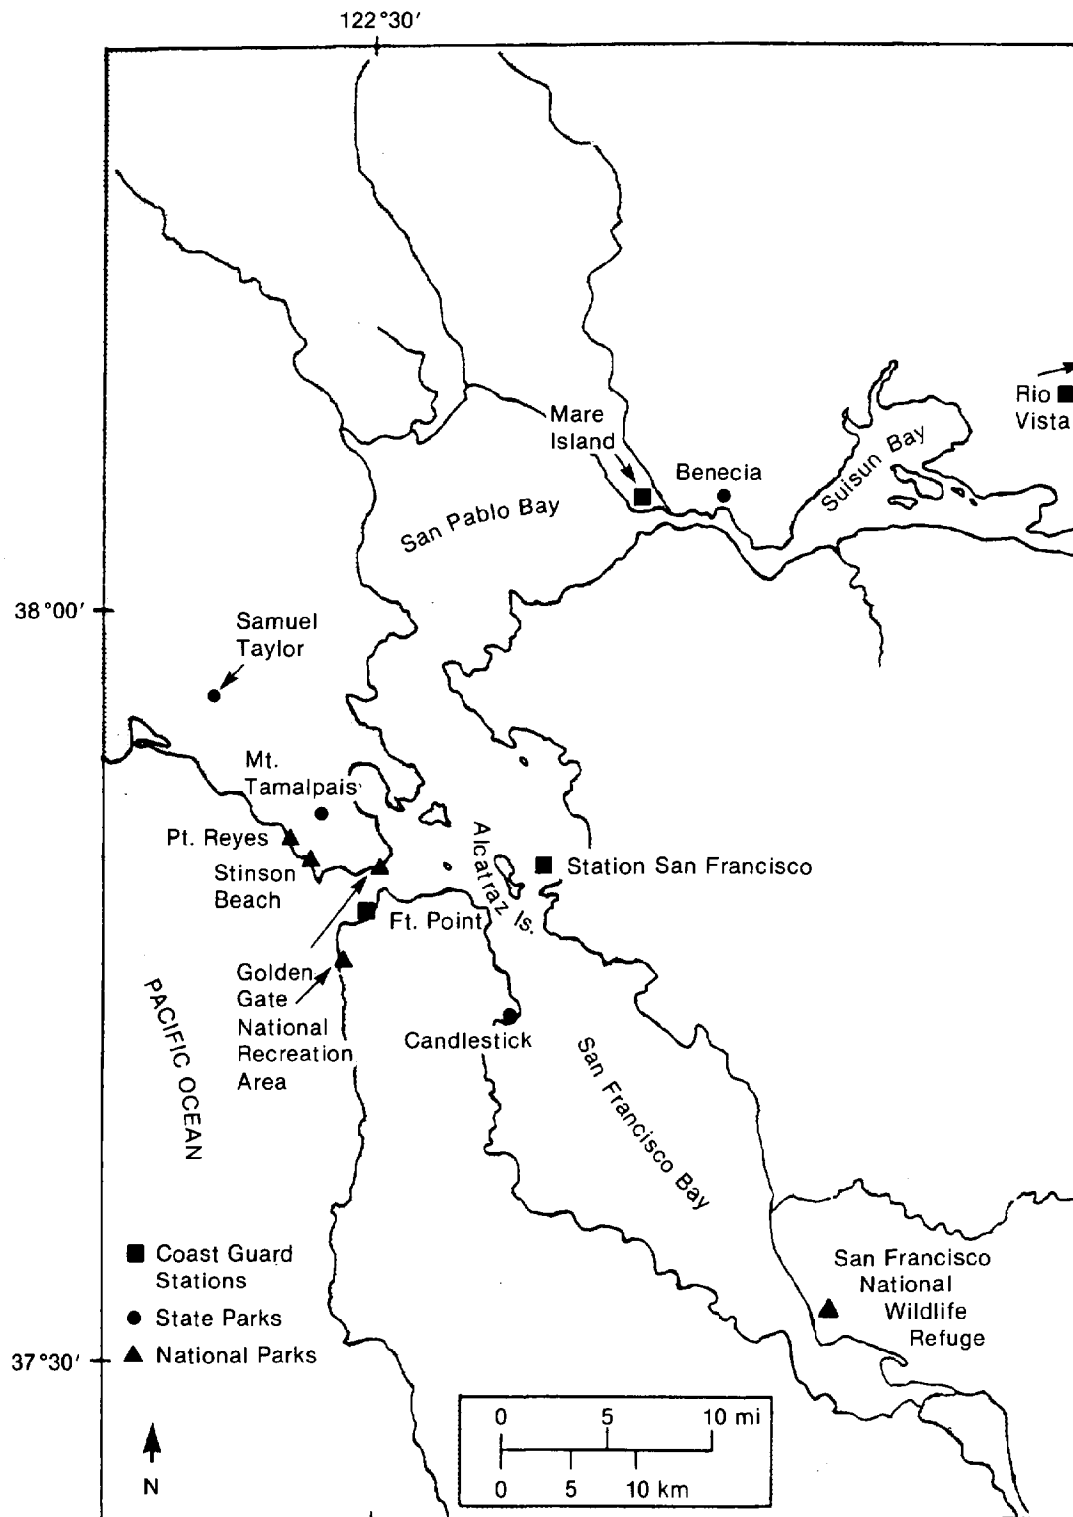 122°30′
Mare
Island
Benecia
Suisun Bay
Rio
Vista
San Pablo Bay
38°00′
Samuel
Taylor
Mt.
Tamalpais
Pt. Reyes
Stinson
Beach
Alcatraz Is.
Station San Francisco
Ft. Point
Golden
Gate
National
Recreation
Area
PACIFIC OCEAN
Candlestick
San Francisco Bay
Coast Guard
Stations
State Parks
National Parks
San Francisco
National
Wildlife
Refuge
37°30′
0 5 10 mi
0 5 10 km
N